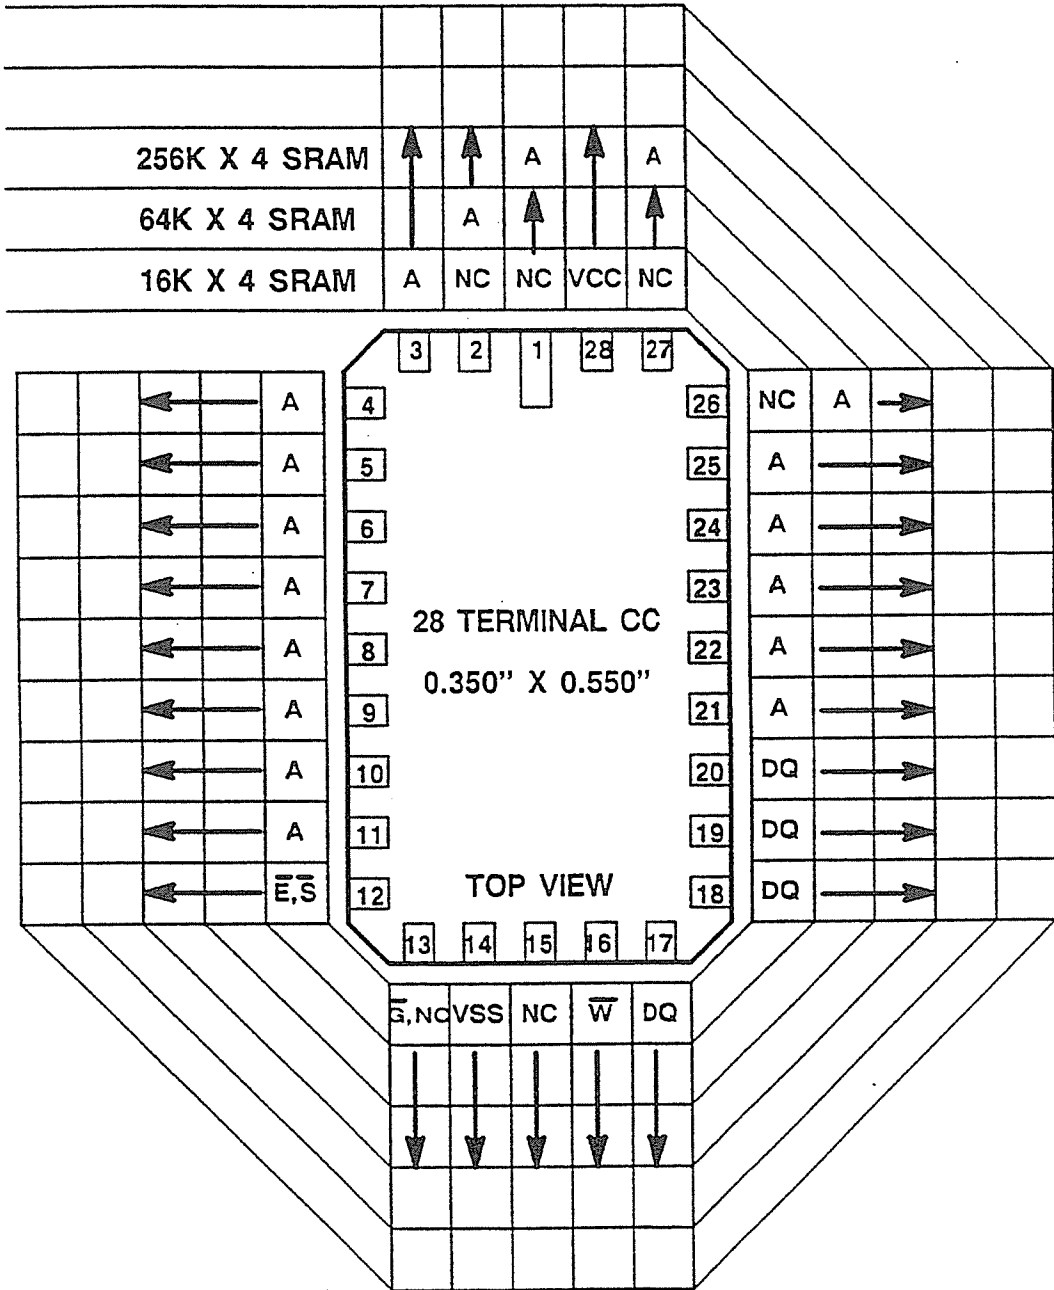 256K X 4 SRAM A A
64K X 4 SRAM A
16K X 4 SRAM A NC NC VCC NC
3 2 1 28 27
A 4 26 NC A
A 5 25 A
A 6 24 A
A 7 23 A
28 TERMINAL CC
A 8 22 A
0.350” X 0.550”
A 9 21 A
A 10 20 DQ
A 11 19 DQ
E̅,S̅ 12 TOP VIEW 18 DQ
13 14 15 16 17
G̅,NC VSS NC W̅ DQ